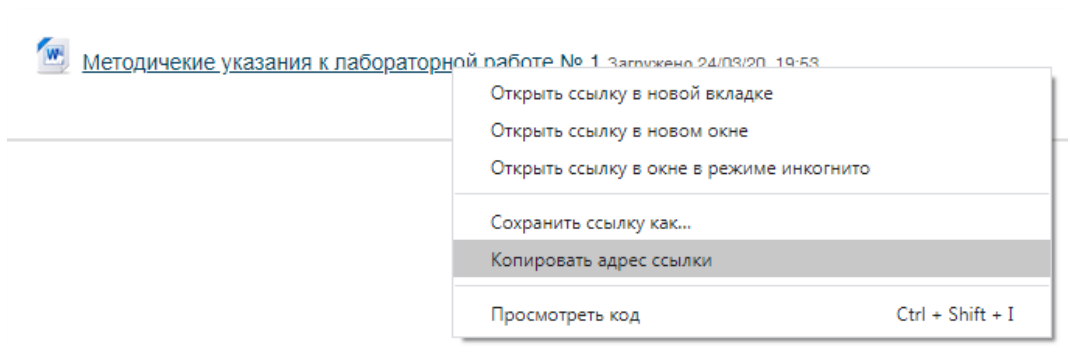 Методичекие указания к лабораторной работе № 1 Загружено 24/03/20, 19:53
Открыть ссылку в новой вкладке
Открыть ссылку в новом окне
Открыть ссылку в окне в режиме инкогнито
Сохранить ссылку как...
Копировать адрес ссылки
Просмотреть код Ctrl + Shift + I